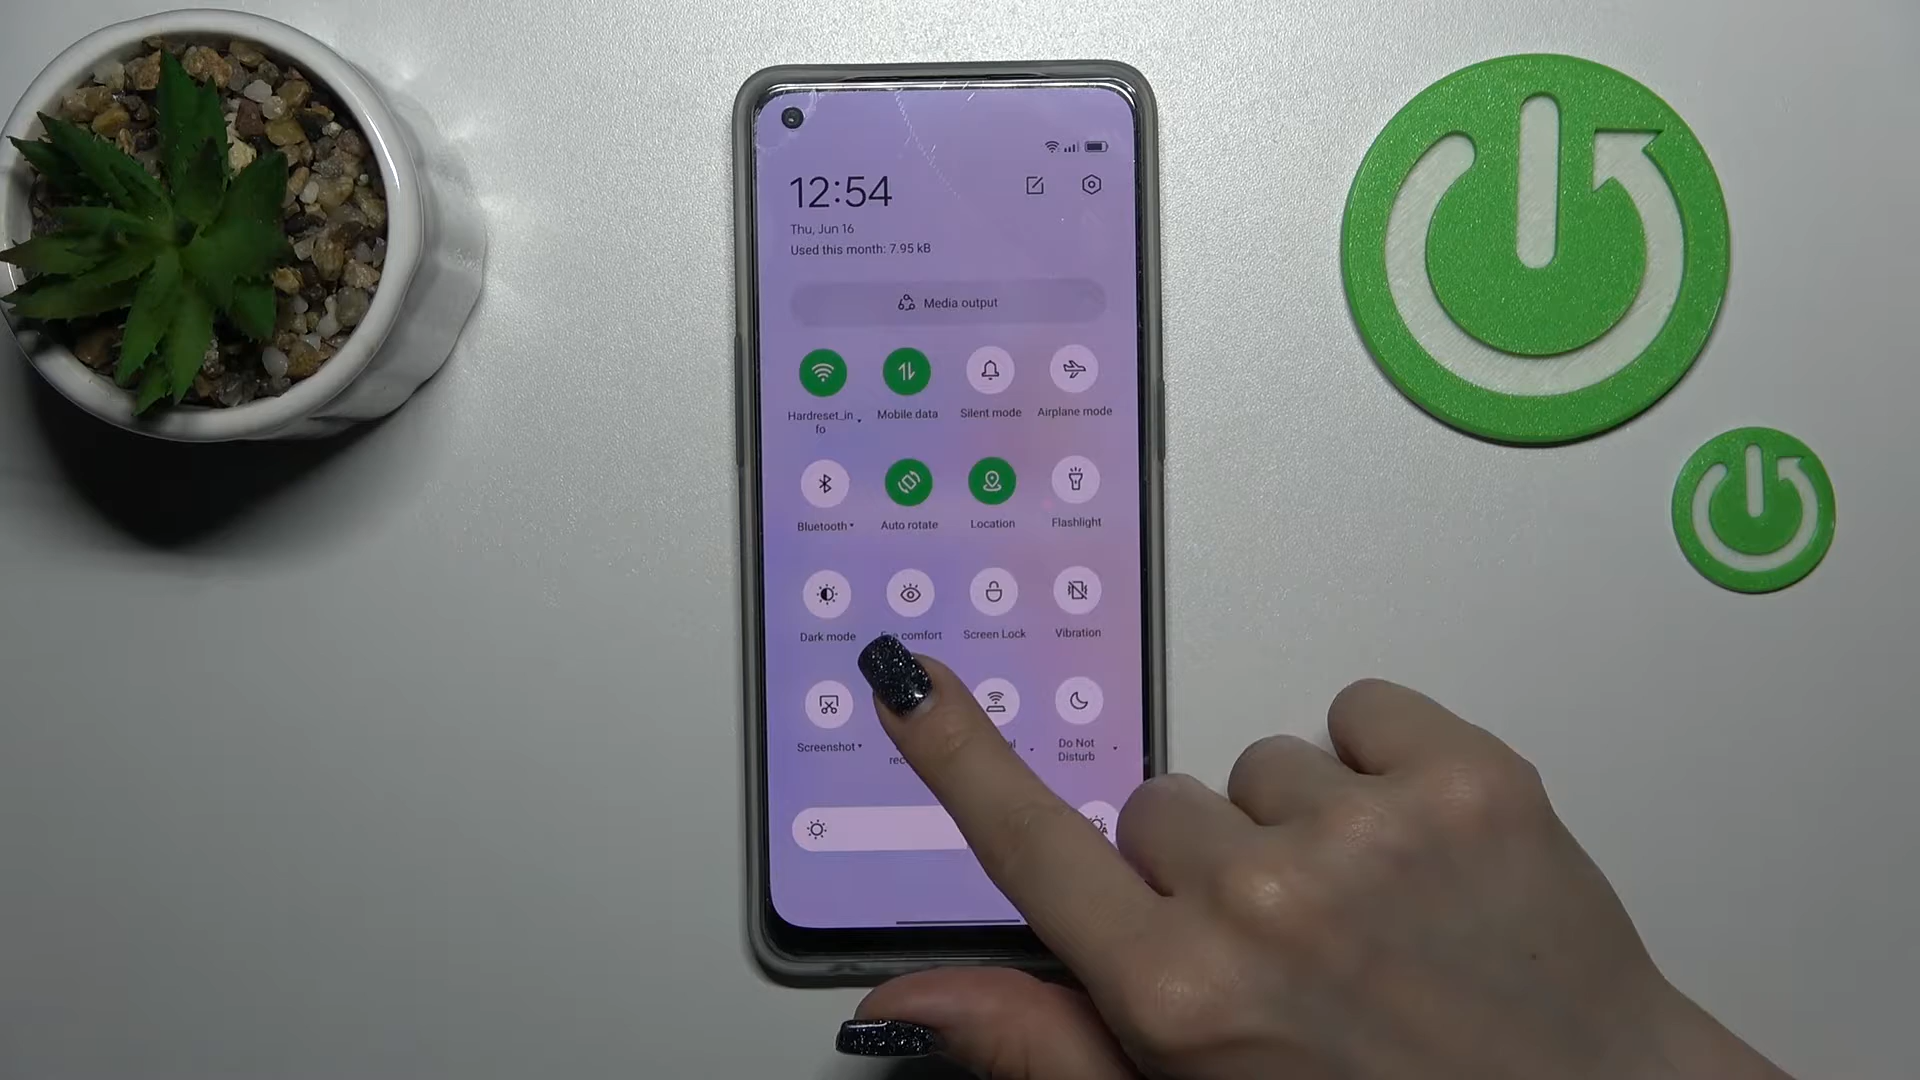 12:54
Thu, Jun 16
Used this month: 7.95 kB
Media output
Hardreset_in
fo
Mobile data
Silent mode
Airplane mode
Bluetooth
Auto rotate
Location
Flashlight
Dark mode
comfort
Screen Lock
Vibration
Screenshot
Do Not
Disturb